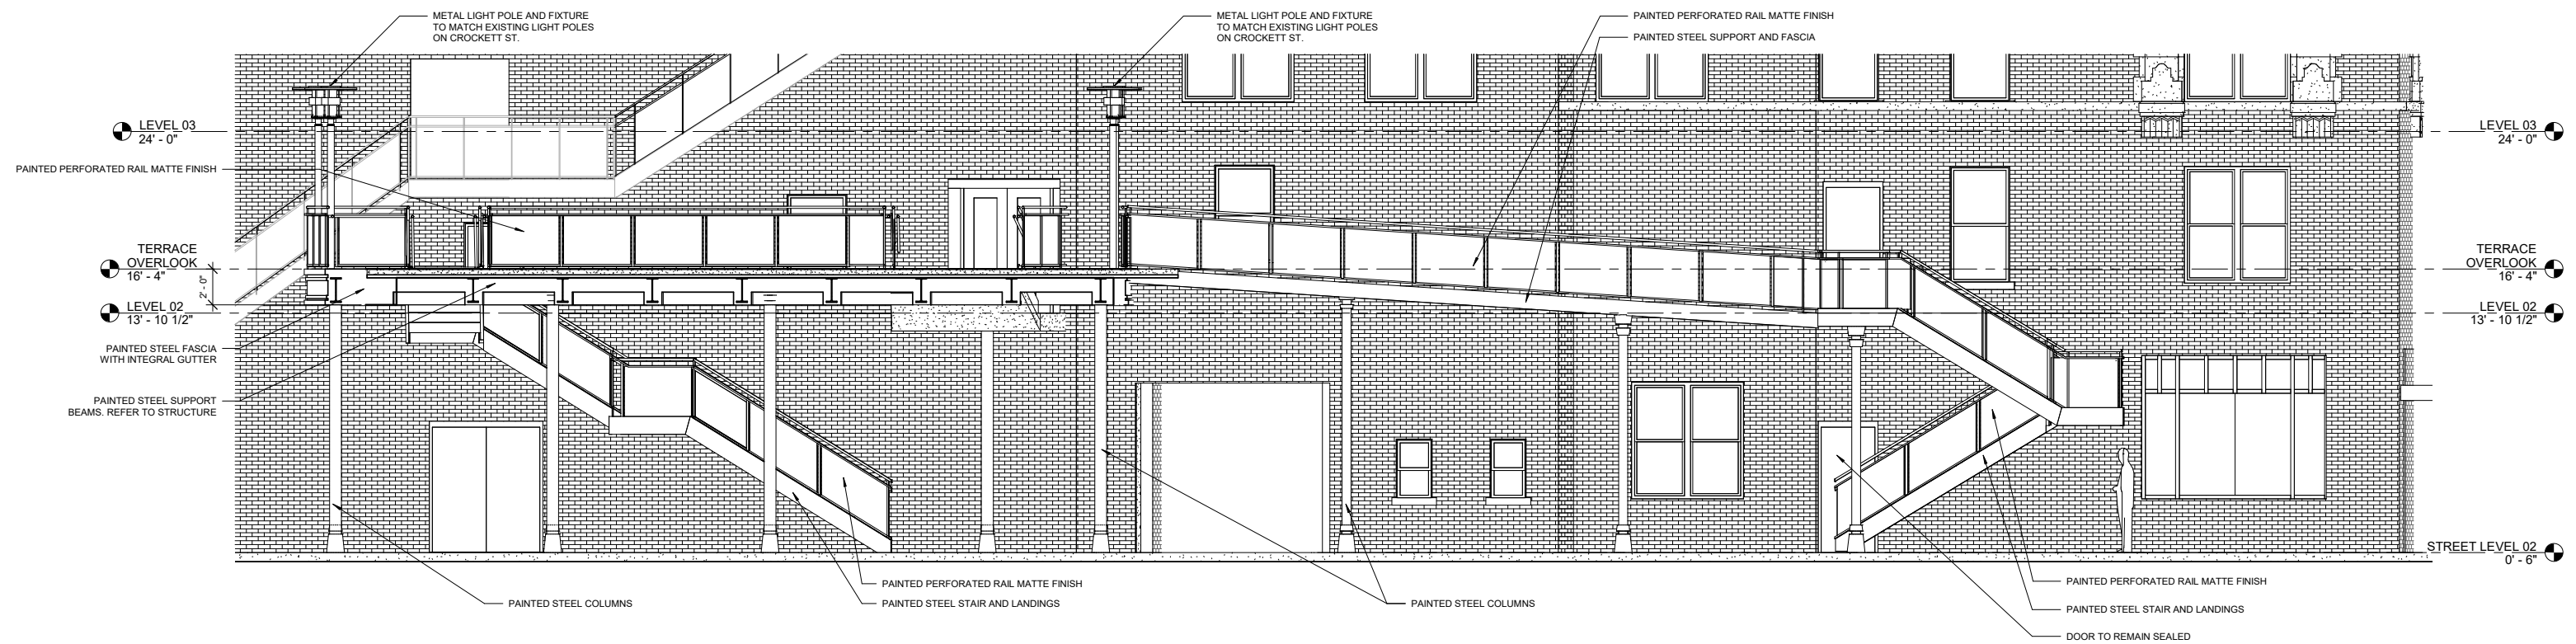 METAL LIGHT POLE AND FIXTURE
TO MATCH EXISTING LIGHT POLES
ON CROCKETT ST.
METAL LIGHT POLE AND FIXTURE
TO MATCH EXISTING LIGHT POLES
ON CROCKETT ST.
PAINTED PERFORATED RAIL MATTE FINISH
PAINTED STEEL SUPPORT AND FASCIA
LEVEL 03
24' - 0"
LEVEL 03
24' - 0"
PAINTED PERFORATED RAIL MATTE FINISH
TERRACE
OVERLOOK
16' - 4"
2' - 0"
TERRACE
OVERLOOK
16' - 4"
LEVEL 02
13' - 10 1/2"
LEVEL 02
13' - 10 1/2"
PAINTED STEEL FASCIA
WITH INTEGRAL GUTTER
PAINTED STEEL SUPPORT
BEAMS. REFER TO STRUCTURE
STREET LEVEL 02
0' - 6"
PAINTED PERFORATED RAIL MATTE FINISH
PAINTED STEEL COLUMNS
PAINTED STEEL STAIR AND LANDINGS
PAINTED STEEL COLUMNS
PAINTED PERFORATED RAIL MATTE FINISH
PAINTED STEEL STAIR AND LANDINGS
DOOR TO REMAIN SEALED